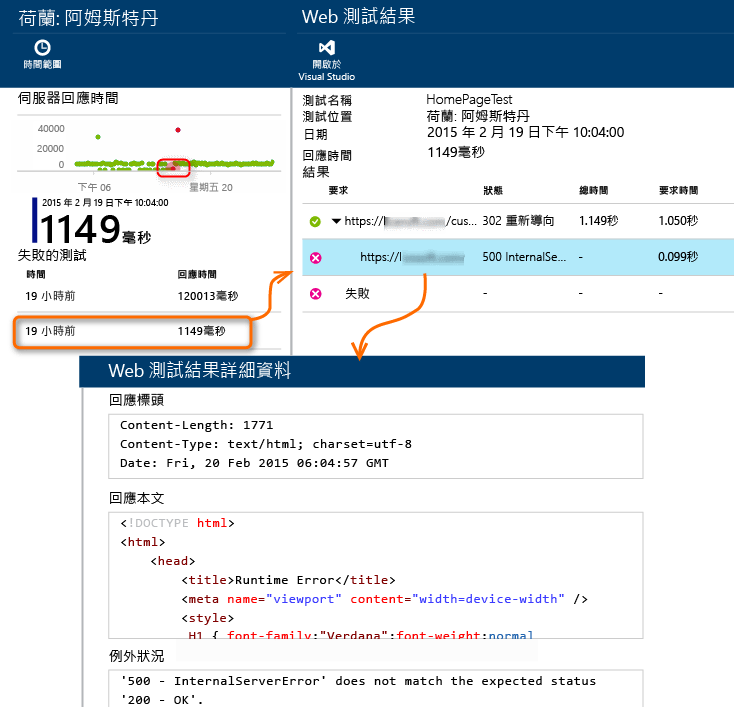 荷蘭: 阿姆斯特丹
時間範圍
伺服器回應時間
40000
20000
0
下午 06
星期五 20
2015 年 2 月 19 日下午 10:04:00
1149毫秒
失敗的測試
時間 回應時間
19 小時前 120013毫秒
19 小時前 1149毫秒
Web 測試結果
開啟於
Visual Studio
測試名稱 HomePageTest
測試位置 荷蘭: 阿姆斯特丹
日期 2015 年 2 月 19 日下午 10:04:00
回應時間 1149毫秒
結果
要求 狀態 總時間 要求時間
https://l /cus... 302 重新導向 1.149秒 1.050秒
https://l 500 InternalSe... - 0.099秒
失敗 - - -
Web 測試結果詳細資料
回應標頭
Content-Length: 1771
Content-Type: text/html; charset=utf-8
Date: Fri, 20 Feb 2015 06:04:57 GMT
回應本文
<!DOCTYPE html>
<html>
<head>
<title>Runtime Error</title>
<meta name="viewport" content="width=device-width" />
<style>
H1 { font-family:"Verdana";font-weight:normal
例外狀況
'500 - InternalServerError' does not match the expected status
'200 - OK'.